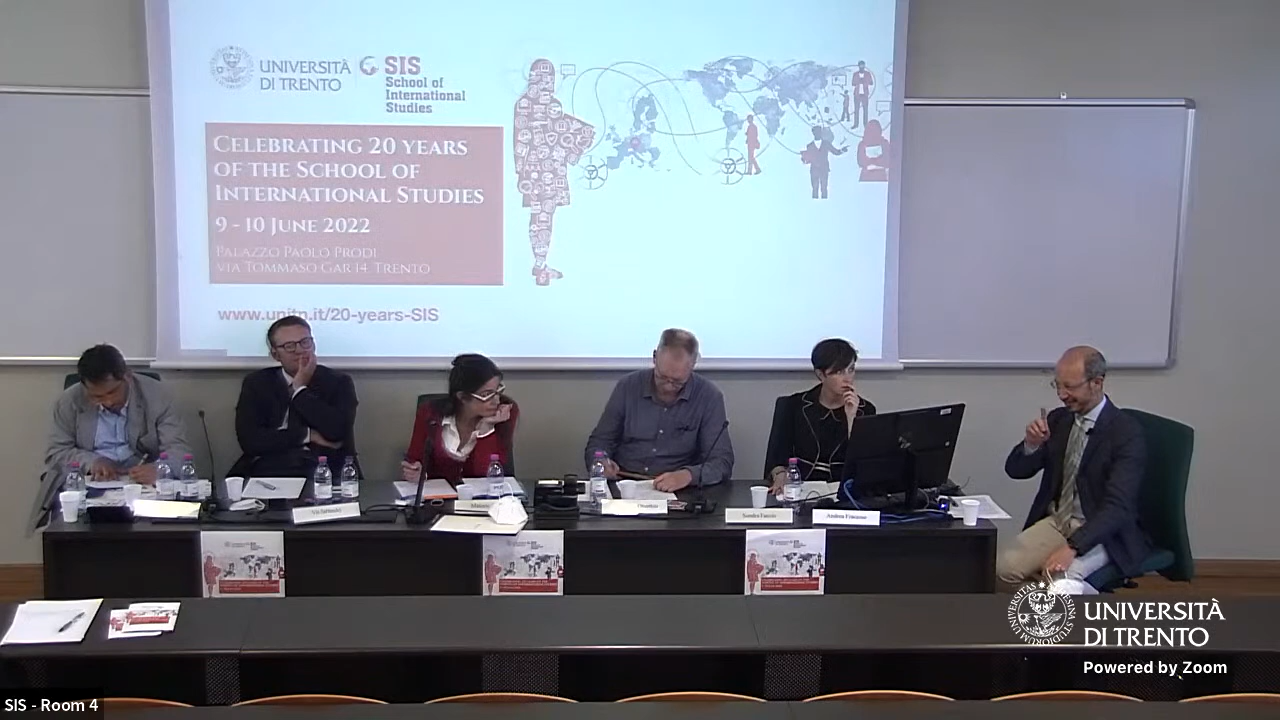 UNIVERSITÀ
DI TRENTO
SIS
School of
International
Studies
CELEBRATING 20 YEARS
OF THE SCHOOL OF
INTERNATIONAL STUDIES
9 - 10 JUNE 2022
PALAZZO PAOLO PRODI
VIA TOMMASO GAR 14, TRENTO
www.unitn.it/20-years-SIS
Sandra Fazzio
Andrea Fracasso
UNIVERSITÀ
DI TRENTO
Powered by Zoom
SIS - Room 4